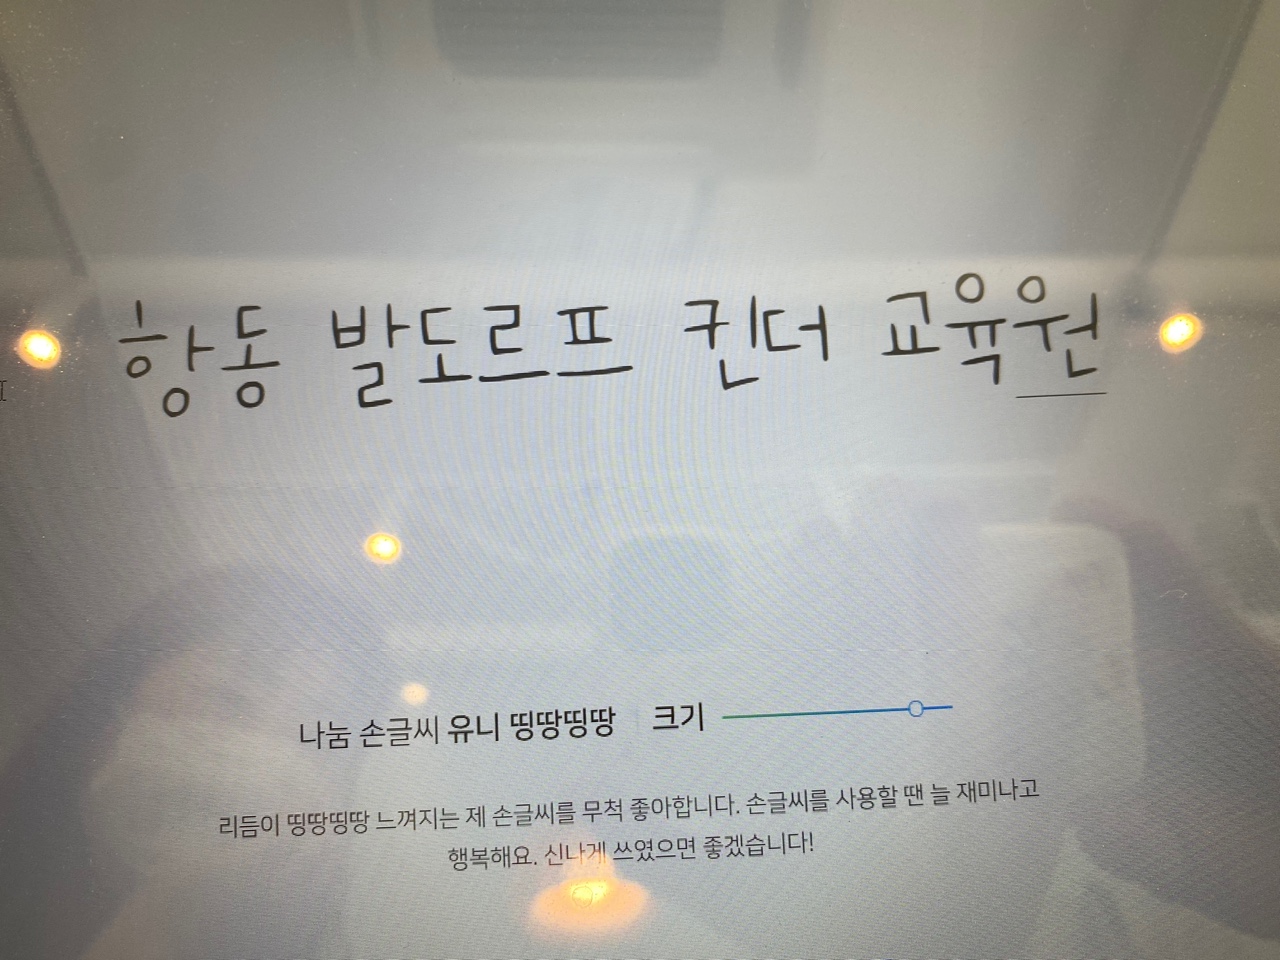 항동 발도르프 킨더 교육원
나눔 손글씨 유니 띵땅띵땅 크기
리듬이 띵땅띵땅 느껴지는 제 손글씨를 무척 좋아합니다. 손글씨를 사용할 땐 늘 재미나고
행복해요. 신나게 쓰였으면 좋겠습니다!